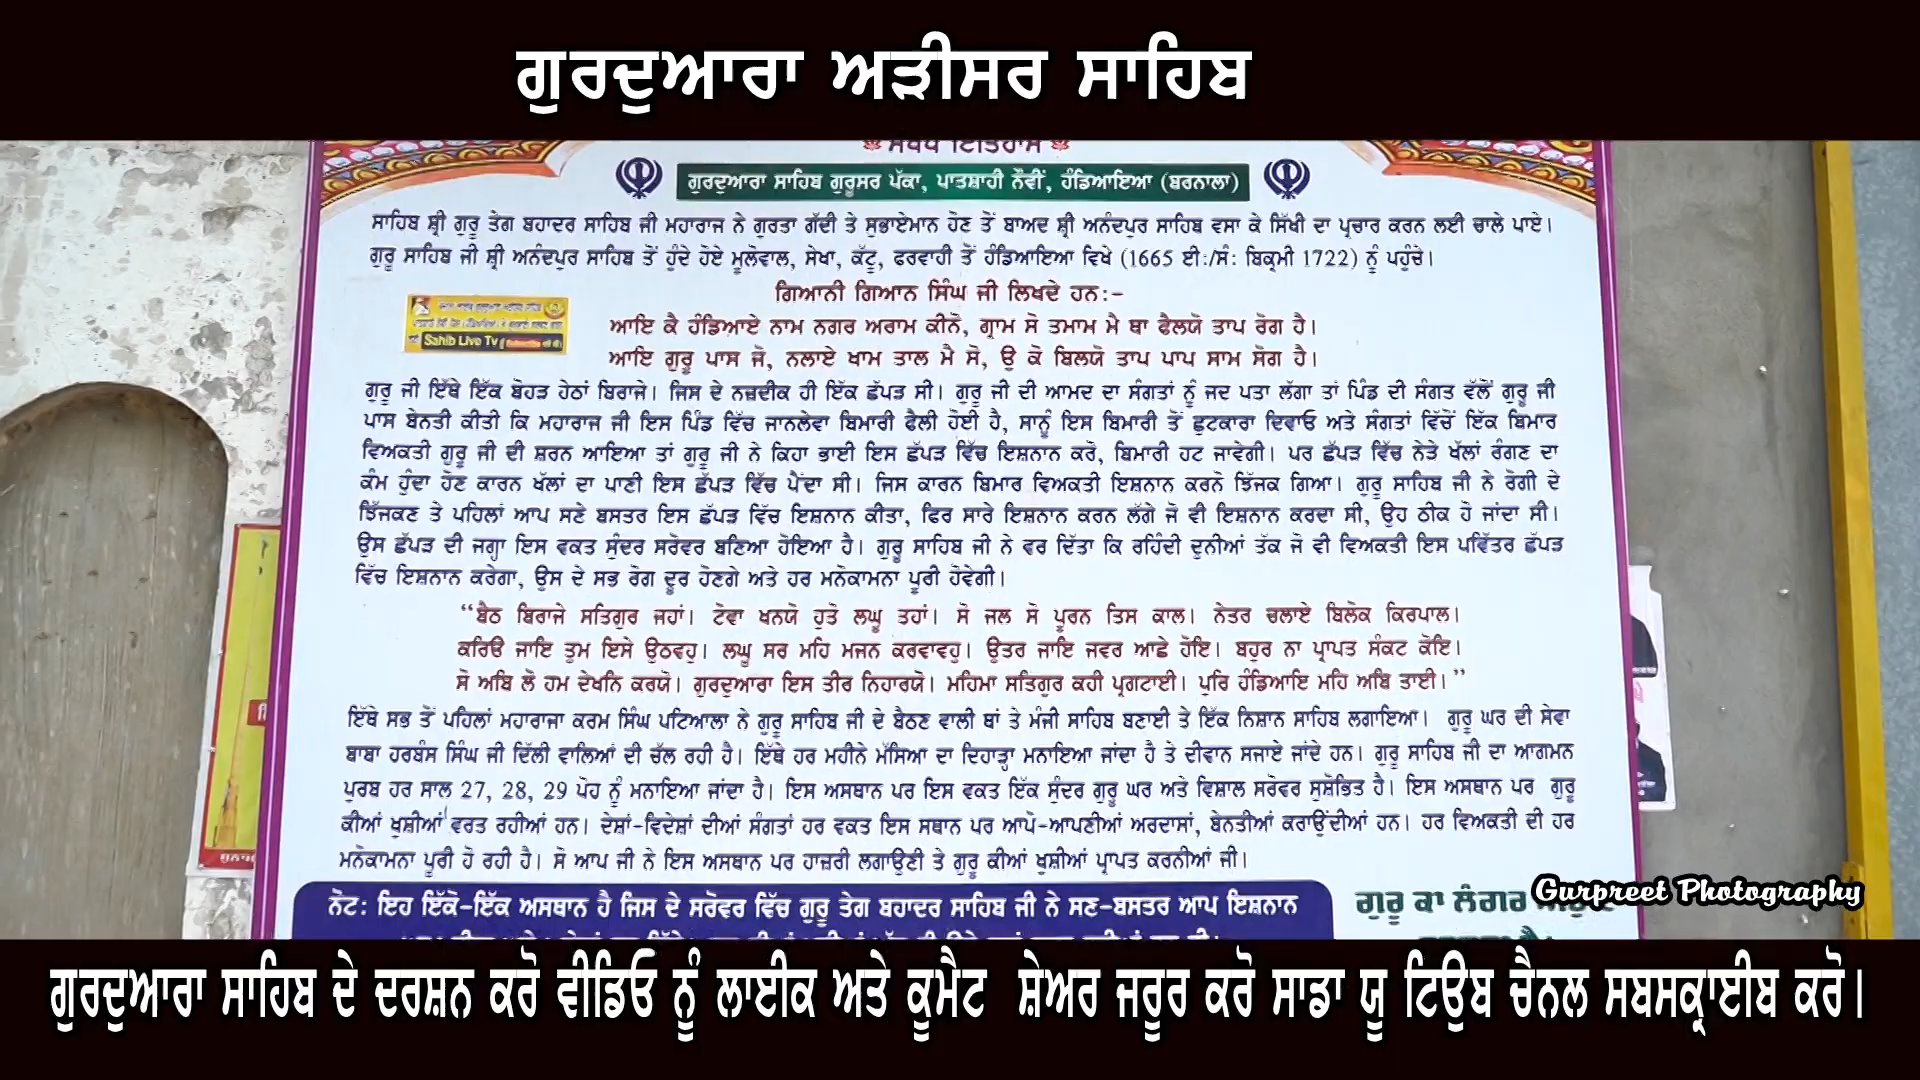 ਗੁਰਦੁਆਰਾ ਅੜੀਸਰ ਸਾਹਿਬ
ਗੁਰਦੁਆਰਾ ਸਾਹਿਬ ਗੁਰੂਸਰ ਪੱਕਾ, ਪਾਤਸ਼ਾਹੀ ਨੌਵੀਂ, ਹੰਡਿਆਇਆ (ਬਰਨਾਲਾ)
ਸਾਹਿਬ ਸ਼੍ਰੀ ਗੁਰੂ ਤੇਗ ਬਹਾਦਰ ਸਾਹਿਬ ਜੀ ਮਹਾਰਾਜ ਨੇ ਗੁਰਤਾ ਗੱਦੀ ਤੇ ਸੁਭਾਏਮਾਨ ਹੋਣ ਤੋਂ ਬਾਅਦ ਸ਼੍ਰੀ ਅਨੰਦਪੁਰ ਸਾਹਿਬ ਵਸਾ ਕੇ ਸਿੱਖੀ ਦਾ ਪ੍ਰਚਾਰ ਕਰਨ ਲਈ ਚਾਲੇ ਪਾਏ।
ਗੁਰੂ ਸਾਹਿਬ ਜੀ ਸ਼੍ਰੀ ਅਨੰਦਪੁਰ ਸਾਹਿਬ ਤੋਂ ਹੁੰਦੇ ਹੋਏ ਮੂਲੋਵਾਲ, ਸੇਖਾ, ਕੱਟੂ, ਫਰਵਾਹੀ ਤੋਂ ਹੰਡਿਆਇਆ ਵਿਖੇ (1665 ਈ:/ਸੰ: ਬਿਕ੍ਰਮੀ 1722) ਨੂੰ ਪਹੁੰਚੇ।
ਗਿਆਨੀ ਗਿਆਨ ਸਿੰਘ ਜੀ ਲਿਖਦੇ ਹਨ:-
ਆਇ ਕੈ ਹੰਡਿਆਏ ਨਾਮ ਨਗਰ ਅਰਾਮ ਕੀਨੋ, ਗ੍ਰਾਮ ਸੋ ਤਮਾਮ ਮੈ ਥਾ ਫੈਲਯੋ ਤਾਪ ਰੋਗ ਹੈ।
ਆਇ ਗੁਰੂ ਪਾਸ ਜੋ, ਨਲਾਏ ਖਾਮ ਤਾਲ ਮੈ ਸੋ, ਉ ਕੋ ਬਿਲਯੋ ਤਾਪ ਪਾਪ ਸਾਮ ਸੋਗ ਹੈ।
Sahib Live Tv Subscribe
ਗੁਰੂ ਜੀ ਇੱਥੇ ਇੱਕ ਬੋਹੜ ਹੇਠਾਂ ਬਿਰਾਜੇ। ਜਿਸ ਦੇ ਨਜ਼ਦੀਕ ਹੀ ਇੱਕ ਛੱਪੜ ਸੀ। ਗੁਰੂ ਜੀ ਦੀ ਆਮਦ ਦਾ ਸੰਗਤਾਂ ਨੂੰ ਜਦ ਪਤਾ ਲੱਗਾ ਤਾਂ ਪਿੰਡ ਦੀ ਸੰਗਤ ਵੱਲੋਂ ਗੁਰੂ ਜੀ
ਪਾਸ ਬੇਨਤੀ ਕੀਤੀ ਕਿ ਮਹਾਰਾਜ ਜੀ ਇਸ ਪਿੰਡ ਵਿੱਚ ਜਾਨਲੇਵਾ ਬਿਮਾਰੀ ਫੈਲੀ ਹੋਈ ਹੈ, ਸਾਨੂੰ ਇਸ ਬਿਮਾਰੀ ਤੋਂ ਛੁਟਕਾਰਾ ਦਿਵਾਓ ਅਤੇ ਸੰਗਤਾਂ ਵਿੱਚੋਂ ਇੱਕ ਬਿਮਾਰ
ਵਿਅਕਤੀ ਗੁਰੂ ਜੀ ਦੀ ਸ਼ਰਨ ਆਇਆ ਤਾਂ ਗੁਰੂ ਜੀ ਨੇ ਕਿਹਾ ਭਾਈ ਇਸ ਛੱਪੜ ਵਿੱਚ ਇਸ਼ਨਾਨ ਕਰੋ, ਬਿਮਾਰੀ ਹਟ ਜਾਵੇਗੀ। ਪਰ ਛੱਪੜ ਵਿੱਚ ਨੇੜੇ ਖੱਲਾਂ ਰੰਗਣ ਦਾ
ਕੰਮ ਹੁੰਦਾ ਹੋਣ ਕਾਰਨ ਖੱਲਾਂ ਦਾ ਪਾਣੀ ਇਸ ਛੱਪੜ ਵਿੱਚ ਪੈਂਦਾ ਸੀ। ਜਿਸ ਕਾਰਨ ਬਿਮਾਰ ਵਿਅਕਤੀ ਇਸ਼ਨਾਨ ਕਰਨੋ ਝਿੱਜਕ ਗਿਆ। ਗੁਰੂ ਸਾਹਿਬ ਜੀ ਨੇ ਰੋਗੀ ਦੇ
ਝਿੱਜਕਣ ਤੇ ਪਹਿਲਾਂ ਆਪ ਸਣੇ ਬਸਤਰ ਇਸ ਛੱਪੜ ਵਿੱਚ ਇਸ਼ਨਾਨ ਕੀਤਾ, ਫਿਰ ਸਾਰੇ ਇਸ਼ਨਾਨ ਕਰਨ ਲੱਗੇ ਜੋ ਵੀ ਇਸ਼ਨਾਨ ਕਰਦਾ ਸੀ, ਉਹ ਠੀਕ ਹੋ ਜਾਂਦਾ ਸੀ।
ਉਸ ਛੱਪੜ ਦੀ ਜਗ੍ਹਾ ਇਸ ਵਕਤ ਸੁੰਦਰ ਸਰੋਵਰ ਬਣਿਆ ਹੋਇਆ ਹੈ। ਗੁਰੂ ਸਾਹਿਬ ਜੀ ਨੇ ਵਰ ਦਿੱਤਾ ਕਿ ਰਹਿੰਦੀ ਦੁਨੀਆਂ ਤੱਕ ਜੋ ਵੀ ਵਿਅਕਤੀ ਇਸ ਪਵਿੱਤਰ ਛੱਪੜ
ਵਿੱਚ ਇਸ਼ਨਾਨ ਕਰੇਗਾ, ਉਸ ਦੇ ਸਭ ਰੋਗ ਦੂਰ ਹੋਣਗੇ ਅਤੇ ਹਰ ਮਨੋਕਾਮਨਾ ਪੂਰੀ ਹੋਵੇਗੀ।
“ਬੈਠ ਬਿਰਾਜੇ ਸਤਿਗੁਰ ਜਹਾਂ। ਟੋਵਾ ਖਨਯੋ ਹੁਤੋ ਲਘੂ ਤਹਾਂ। ਸੋ ਜਲ ਸੋ ਪੂਰਨ ਤਿਸ ਕਾਲ। ਨੇਤਰ ਚਲਾਏ ਬਿਲੋਕ ਕਿਰਪਾਲ।
ਕਰਿਓ ਜਾਇ ਤੁਮ ਇਸੇ ਉਠਵਹੁ। ਲਘੂ ਸਰ ਮਹਿ ਮਜਨ ਕਰਵਾਵਹੁ। ਉਤਰ ਜਾਇ ਜਵਰ ਆਛੇ ਹੋਇ। ਬਹੁਰ ਨਾ ਪ੍ਰਾਪਤ ਸੰਕਟ ਕੋਇ।
ਸੋ ਅਬਿ ਲੋ ਹਮ ਦੇਖਨਿ ਕਰਯੋ। ਗੁਰਦੁਆਰਾ ਇਸ ਤੀਰ ਨਿਹਾਰਯੋ। ਮਹਿਮਾ ਸਤਿਗੁਰ ਕਹੀ ਪ੍ਰਗਟਾਈ। ਪੁਰਿ ਹੰਡਿਆਇ ਮਹਿ ਅਬਿ ਤਾਈ।”
ਇੱਥੇ ਸਭ ਤੋਂ ਪਹਿਲਾਂ ਮਹਾਰਾਜਾ ਕਰਮ ਸਿੰਘ ਪਟਿਆਲਾ ਨੇ ਗੁਰੂ ਸਾਹਿਬ ਜੀ ਦੇ ਬੈਠਣ ਵਾਲੀ ਥਾਂ ਤੇ ਮੰਜੀ ਸਾਹਿਬ ਬਣਾਈ ਤੇ ਇੱਕ ਨਿਸ਼ਾਨ ਸਾਹਿਬ ਲਗਾਇਆ। ਗੁਰੂ ਘਰ ਦੀ ਸੇਵਾ
ਬਾਬਾ ਹਰਬੰਸ ਸਿੰਘ ਜੀ ਦਿੱਲੀ ਵਾਲਿਆਂ ਦੀ ਚੱਲ ਰਹੀ ਹੈ। ਇੱਥੇ ਹਰ ਮਹੀਨੇ ਮੱਸਿਆ ਦਾ ਦਿਹਾੜ੍ਹਾ ਮਨਾਇਆ ਜਾਂਦਾ ਹੈ ਤੇ ਦੀਵਾਨ ਸਜਾਏ ਜਾਂਦੇ ਹਨ। ਗੁਰੂ ਸਾਹਿਬ ਜੀ ਦਾ ਆਗਮਨ
ਪੁਰਬ ਹਰ ਸਾਲ 27, 28, 29 ਪੋਹ ਨੂੰ ਮਨਾਇਆ ਜਾਂਦਾ ਹੈ। ਇਸ ਅਸਥਾਨ ਪਰ ਇਸ ਵਕਤ ਇੱਕ ਸੁੰਦਰ ਗੁਰੂ ਘਰ ਅਤੇ ਵਿਸ਼ਾਲ ਸਰੋਵਰ ਸੁਸ਼ੋਭਿਤ ਹੈ। ਇਸ ਅਸਥਾਨ ਪਰ ਗੁਰੂ
ਕੀਆਂ ਖੁਸ਼ੀਆਂ ਵਰਤ ਰਹੀਆਂ ਹਨ। ਦੇਸ਼ਾਂ-ਵਿਦੇਸ਼ਾਂ ਦੀਆਂ ਸੰਗਤਾਂ ਹਰ ਵਕਤ ਇਸ ਸਥਾਨ ਪਰ ਆਪੋ-ਆਪਣੀਆਂ ਅਰਦਾਸਾਂ, ਬੇਨਤੀਆਂ ਕਰਾਉਂਦੀਆਂ ਹਨ। ਹਰ ਵਿਅਕਤੀ ਦੀ ਹਰ
ਮਨੋਕਾਮਨਾ ਪੂਰੀ ਹੋ ਰਹੀ ਹੈ। ਸੋ ਆਪ ਜੀ ਨੇ ਇਸ ਅਸਥਾਨ ਪਰ ਹਾਜ਼ਰੀ ਲਗਾਉਣੀ ਤੇ ਗੁਰੂ ਕੀਆਂ ਖੁਸ਼ੀਆਂ ਪ੍ਰਾਪਤ ਕਰਨੀਆਂ ਜੀ।
ਨੋਟ: ਇਹ ਇੱਕੋ-ਇੱਕ ਅਸਥਾਨ ਹੈ ਜਿਸ ਦੇ ਸਰੋਵਰ ਵਿੱਚ ਗੁਰੂ ਤੇਗ ਬਹਾਦਰ ਸਾਹਿਬ ਜੀ ਨੇ ਸਣ-ਬਸਤਰ ਆਪ ਇਸ਼ਨਾਨ
ਗੁਰੂ ਕਾ ਲੰਗਰ
Gurpreet Photography
ਗੁਰਦੁਆਰਾ ਸਾਹਿਬ ਦੇ ਦਰਸ਼ਨ ਕਰੋ ਵੀਡਿਓ ਨੂੰ ਲਾਈਕ ਅਤੇ ਕੂਮੈਟ ਸ਼ੇਅਰ ਜਰੂਰ ਕਰੋ ਸਾਡਾ ਯੂ ਟਿਊਬ ਚੈਨਲ ਸਬਸਕ੍ਰਾਈਬ ਕਰੋ।